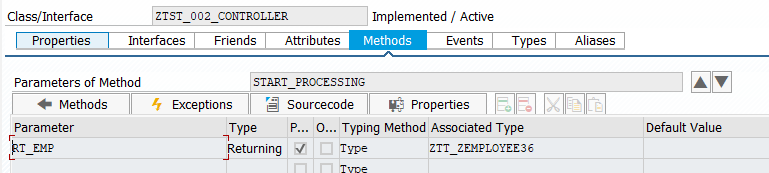 Class/Interface ZTST_002_CONTROLLER Implemented / Active
Properties Interfaces Friends Attributes Methods Events Types Aliases
Parameters of Method START_PROCESSING
Methods Exceptions Sourcecode Properties
Parameter Type P... O... Typing Method Associated Type Default Value
RT_EMP Returning Type ZTT_ZEMPLOYEE36
Type